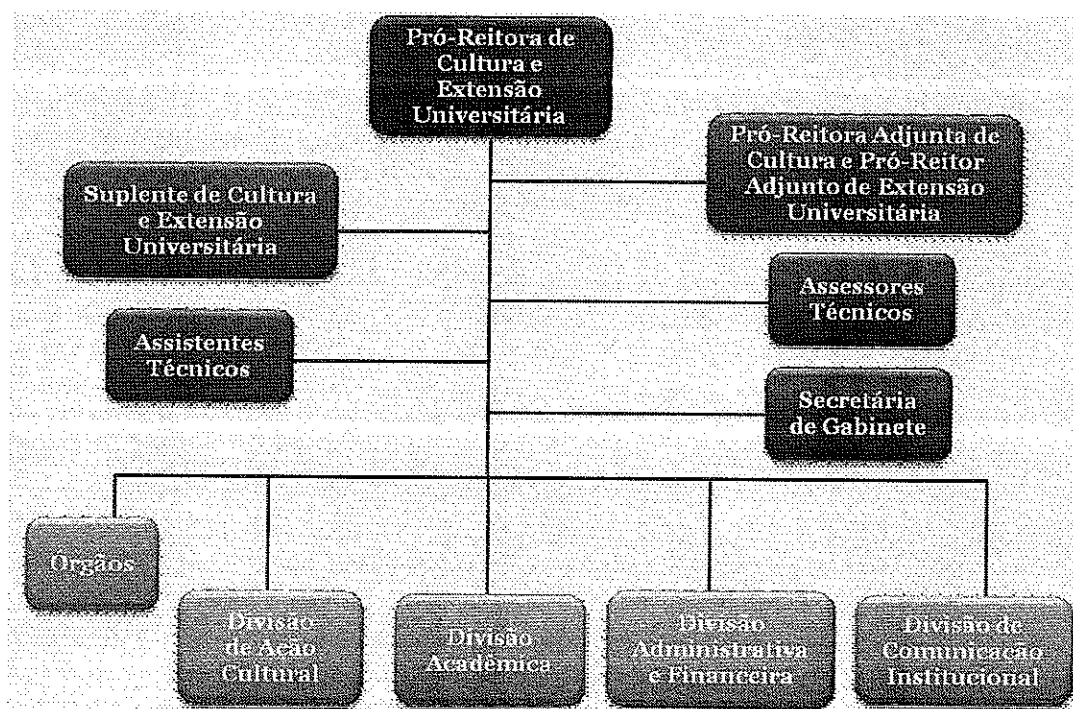 Pró-Reitora de
Cultura e
Extensão
Universitária
Pró-Reitora Adjunta de
Cultura e Pró-Reitor
Adjunto de Extensão
Universitária
Suplente de Cultura
e Extensão
Universitária
Assessores
Técnicos
Assistentes
Técnicos
Secretária
de Gabinete
Órgãos
Divisão
de Ação
Cultural
Divisão
Acadêmica
Divisão
Administrativa
e Financeira
Divisão de
Comunicação
Institucional